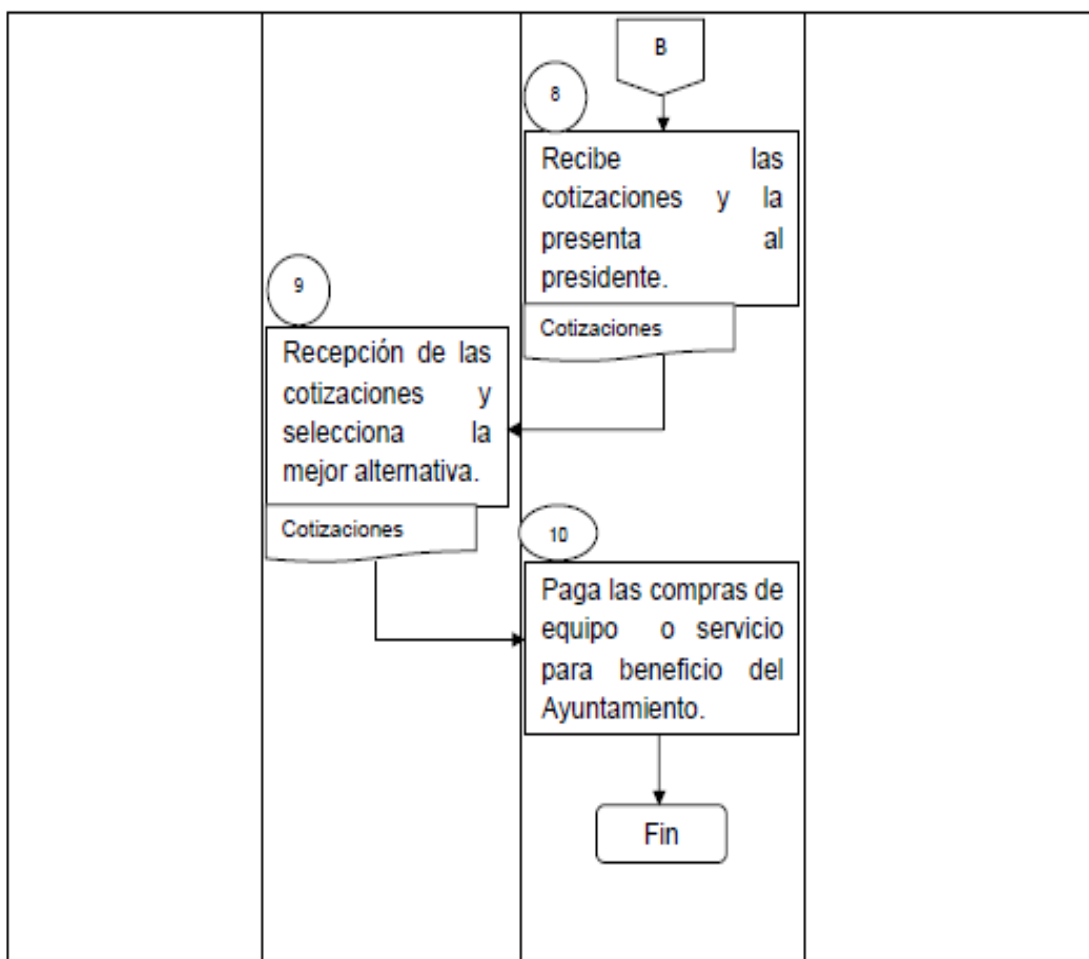 B
8
Recibe las
cotizaciones y la
presenta al
presidente.
Cotizaciones
9
Recepción de las
cotizaciones y
selecciona la
mejor alternativa.
Cotizaciones
10
Paga las compras de
equipo o servicio
para beneficio del
Ayuntamiento.
Fin